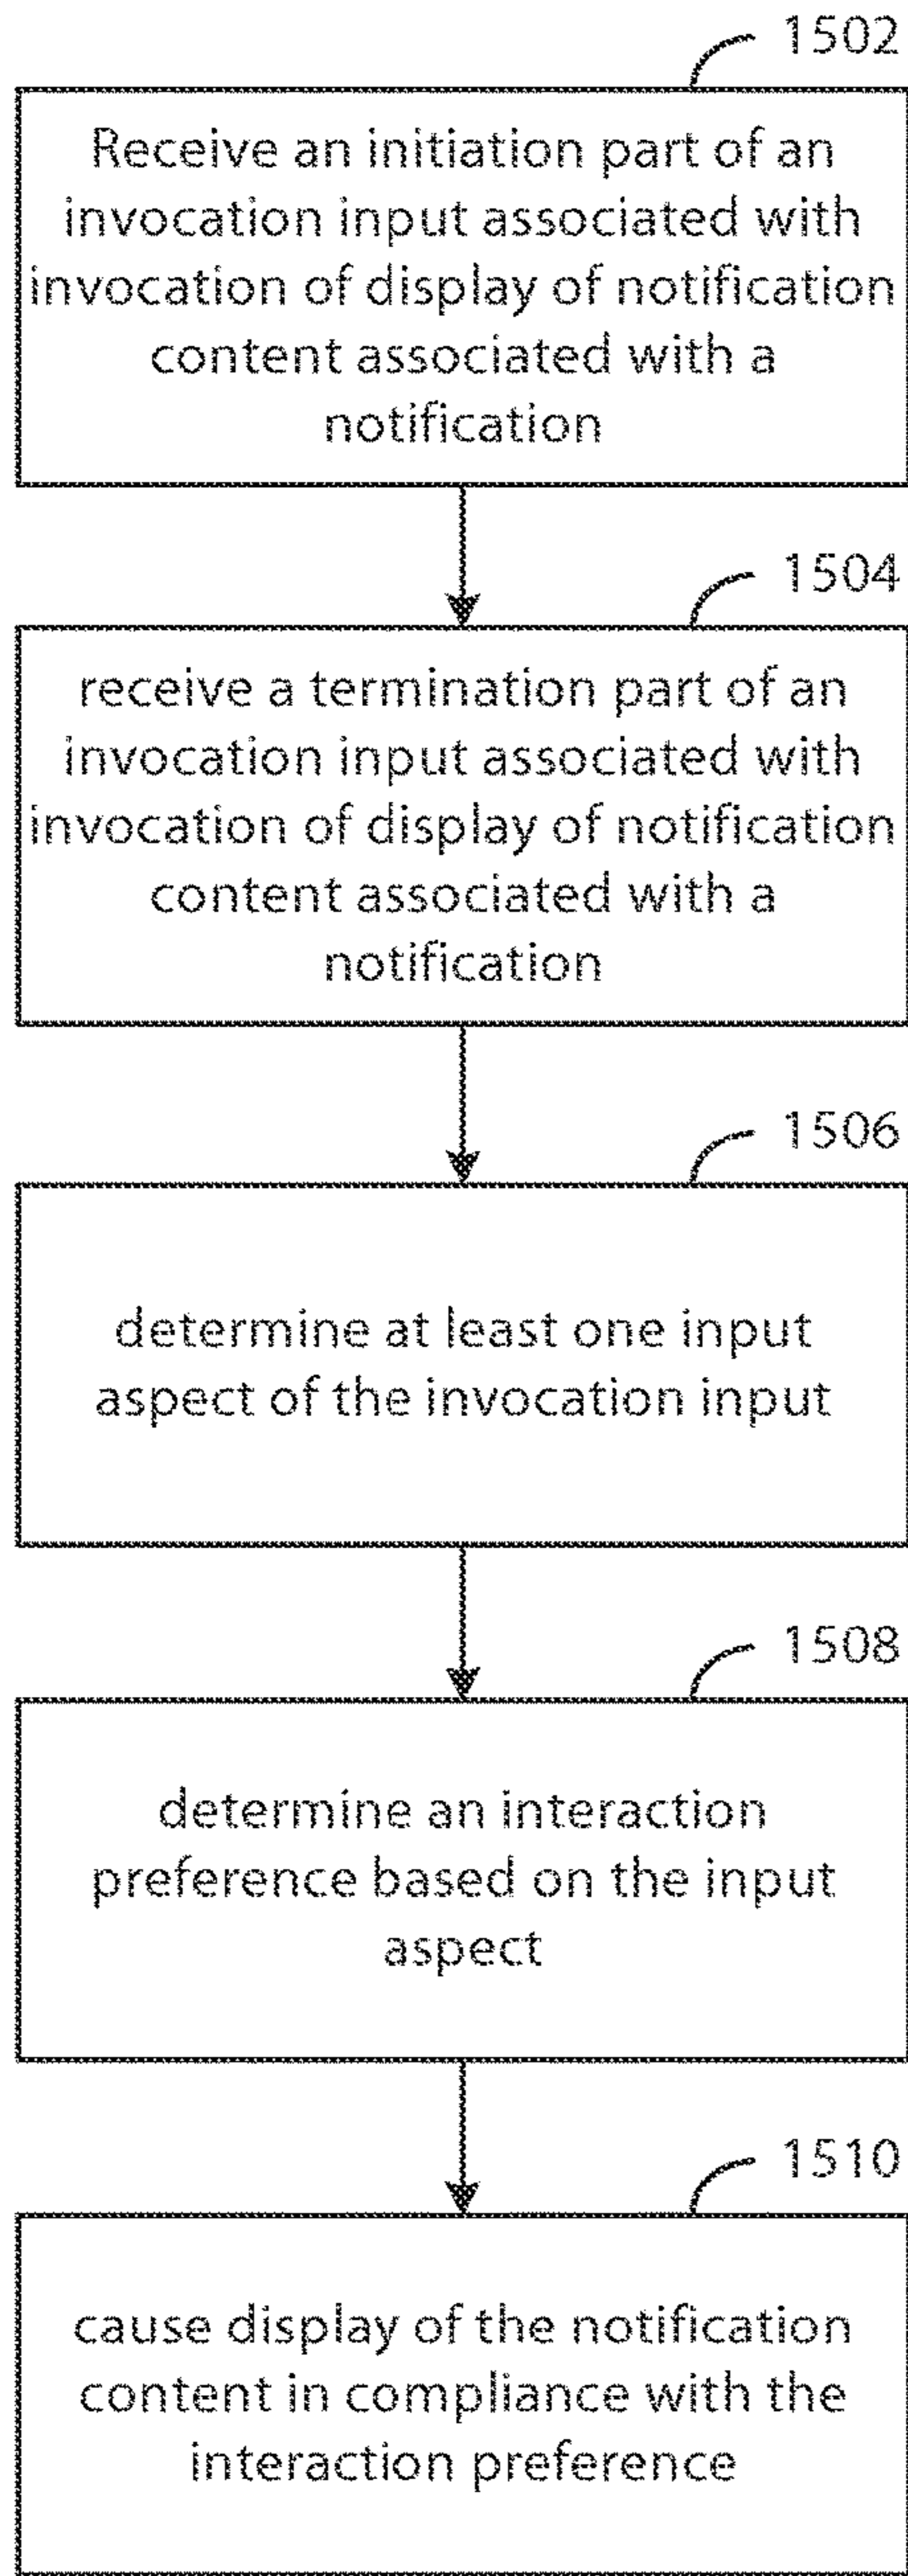 1502
Receive an initiation part of an
invocation input associated with
invocation of display of notification
content associated with a
notification
1504
receive a termination part of an
invocation input associated with
invocation of display of notification
content associated with a
notification
1506
determine at least one input
aspect of the invocation input
1508
determine an interaction
preference based on the input
aspect
1510
cause display of the notification
content in compliance with the
interaction preference